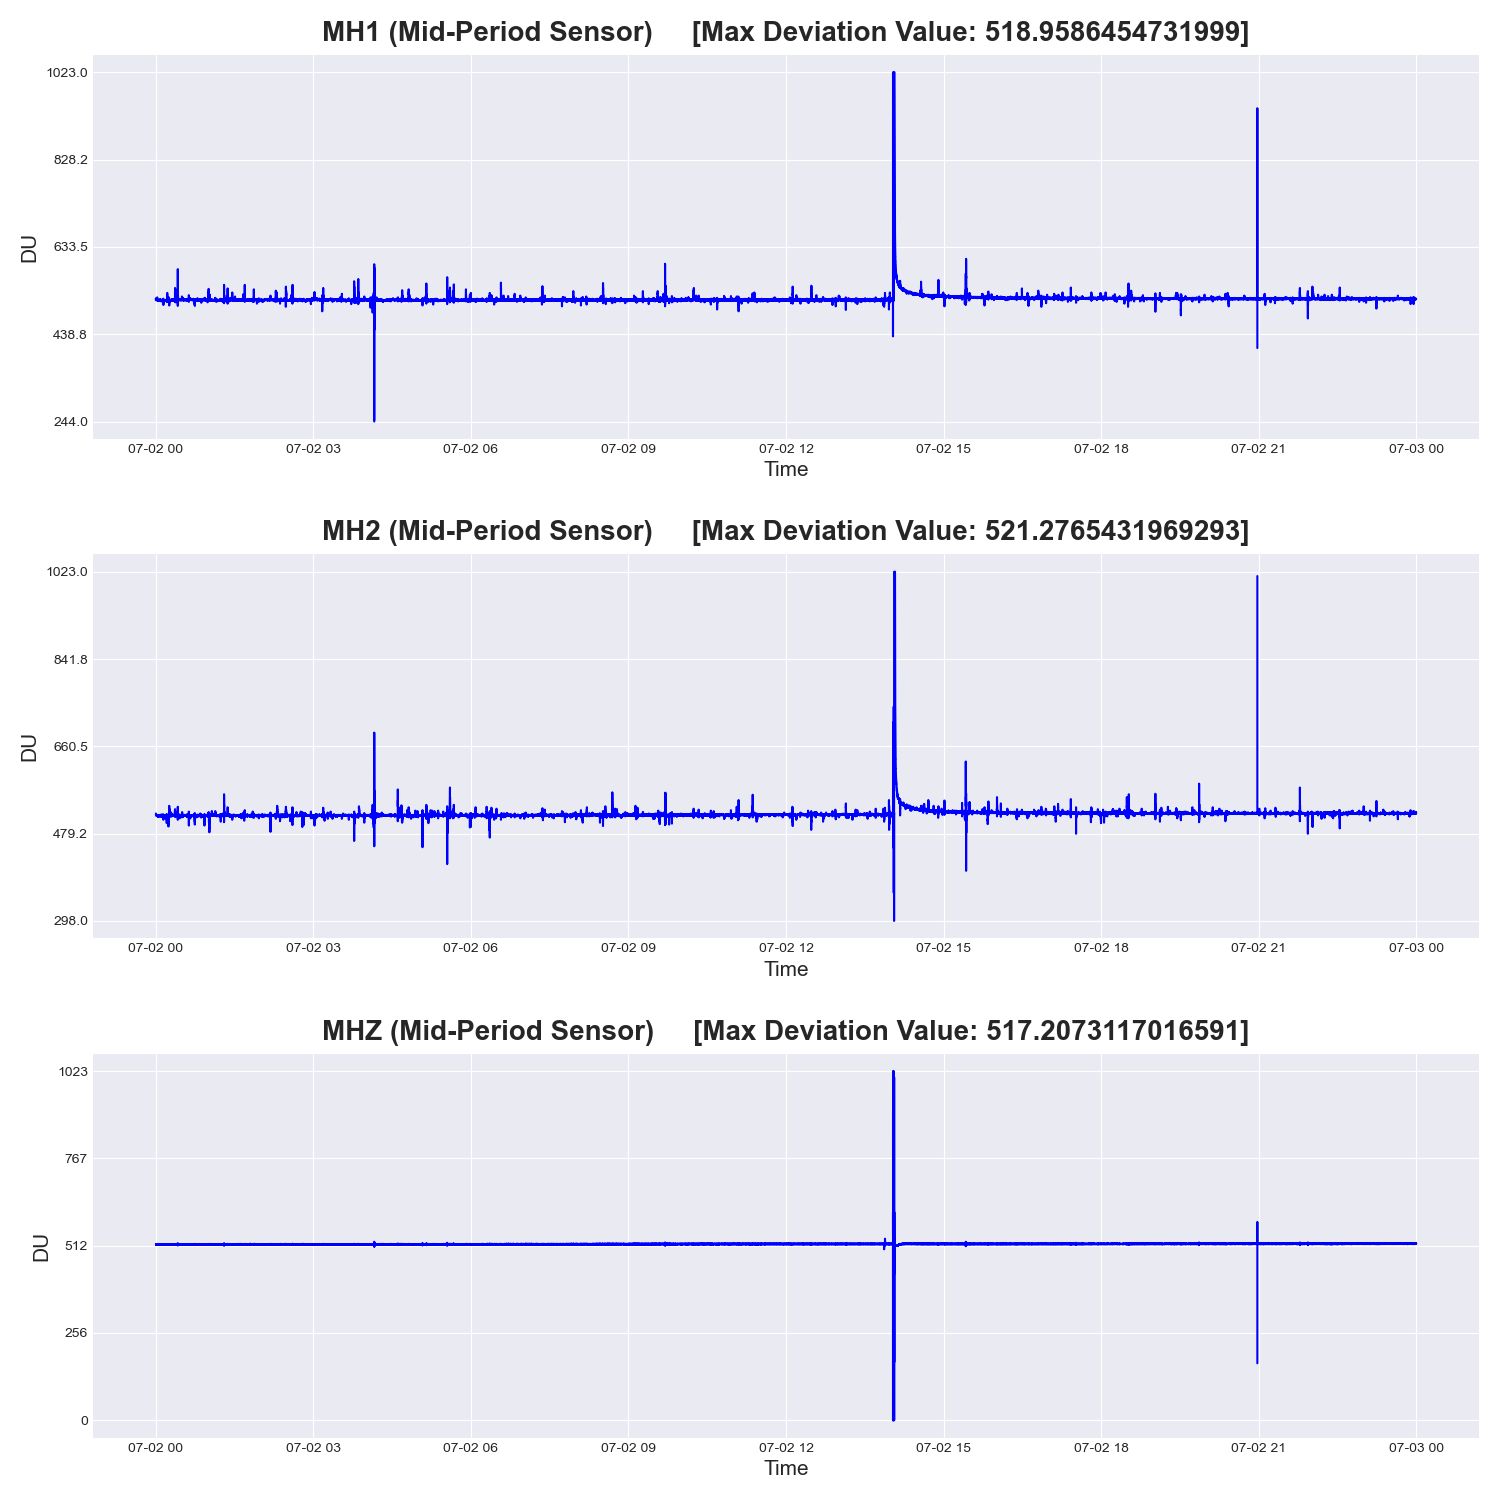 MH1 (Mid-Period Sensor) [Max Deviation Value: 518.9586454731999]
1023.0
828.2
633.5
438.8
244.0
DU
07-02 00 07-02 03 07-02 06 07-02 09 07-02 12 07-02 15 07-02 18 07-02 21 07-03 00
Time
MH2 (Mid-Period Sensor) [Max Deviation Value: 521.2765431969293]
1023.0
841.8
660.5
479.2
298.0
DU
07-02 00 07-02 03 07-02 06 07-02 09 07-02 12 07-02 15 07-02 18 07-02 21 07-03 00
Time
MHZ (Mid-Period Sensor) [Max Deviation Value: 517.2073117016591]
1023
767
512
256
0
DU
07-02 00 07-02 03 07-02 06 07-02 09 07-02 12 07-02 15 07-02 18 07-02 21 07-03 00
Time